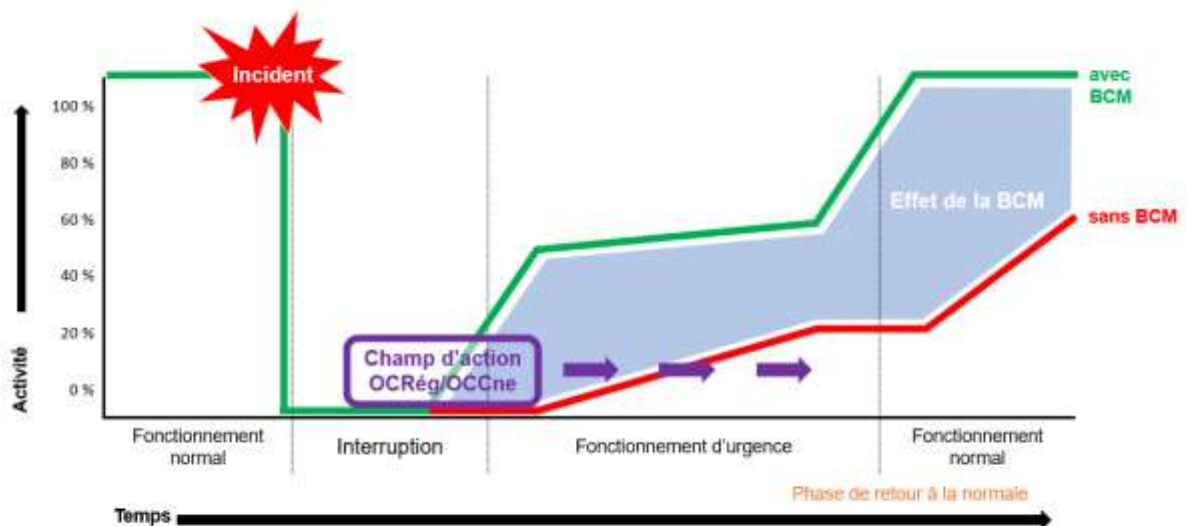 Incident
avec
BCM
100 %
80 %
60 %
40 %
20 %
0 %
Activité
Effet de la BCM
sans BCM
Champ d'action
OCRég/OCCne
Fonctionnement
normal
Interruption
Fonctionnement d'urgence
Fonctionnement
normal
Phase de retour à la normale
Temps